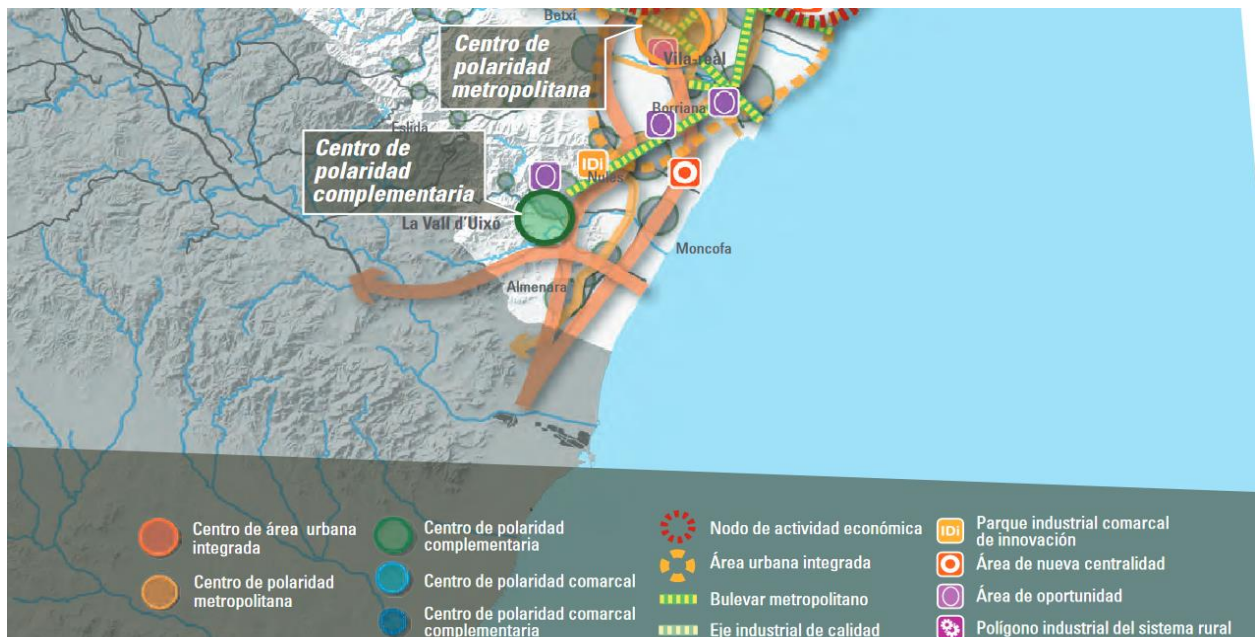 Betxí
Centro de
polaridad
metropolitana
Vila-real
Borriana
Eslida
Centro de
polaridad
complementaria
IDi
Nules
La Vall d'Uixó
Moncofa
Almenara
Centro de área urbana
integrada
Centro de polaridad
metropolitana
Centro de polaridad
complementaria
Centro de polaridad comarcal
Centro de polaridad comarcal
complementaria
Nodo de actividad económica
Área urbana integrada
Bulevar metropolitano
Eje industrial de calidad
IDi
Parque industrial comarcal
de innovación
Área de nueva centralidad
Área de oportunidad
Polígono industrial del sistema rural